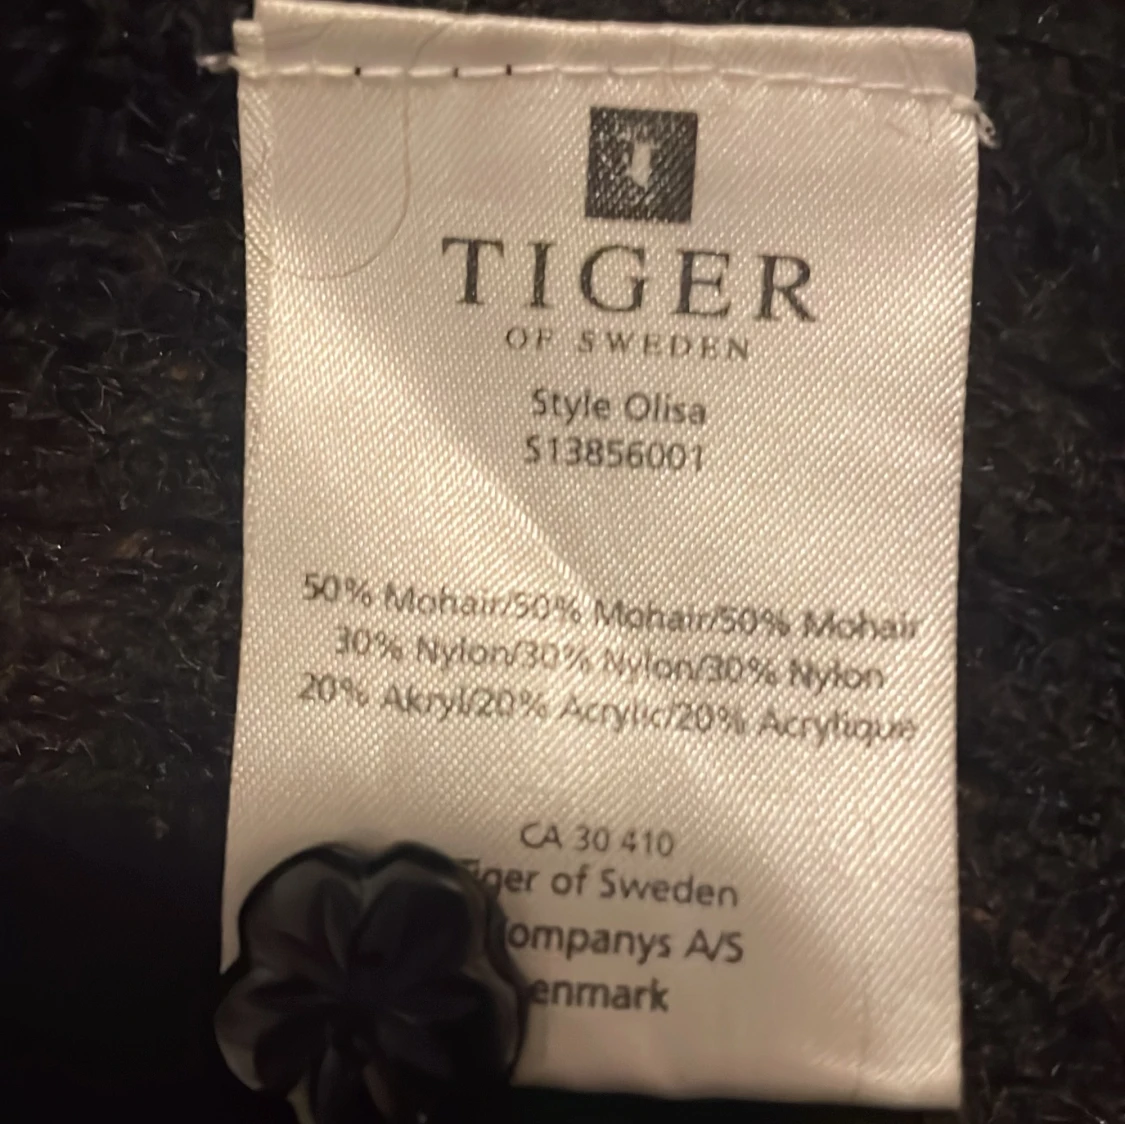 TIGER
OF SWEDEN
Style Olisa
S13856001
50% Mohair/50% Mohair/50% Mohair
30% Nylon/30% Nylon/30% Nylon
20% Akryl/20% Acrylic/20% Acrylique
CA 30 410
iger of Sweden
ompanys A/S
enmark